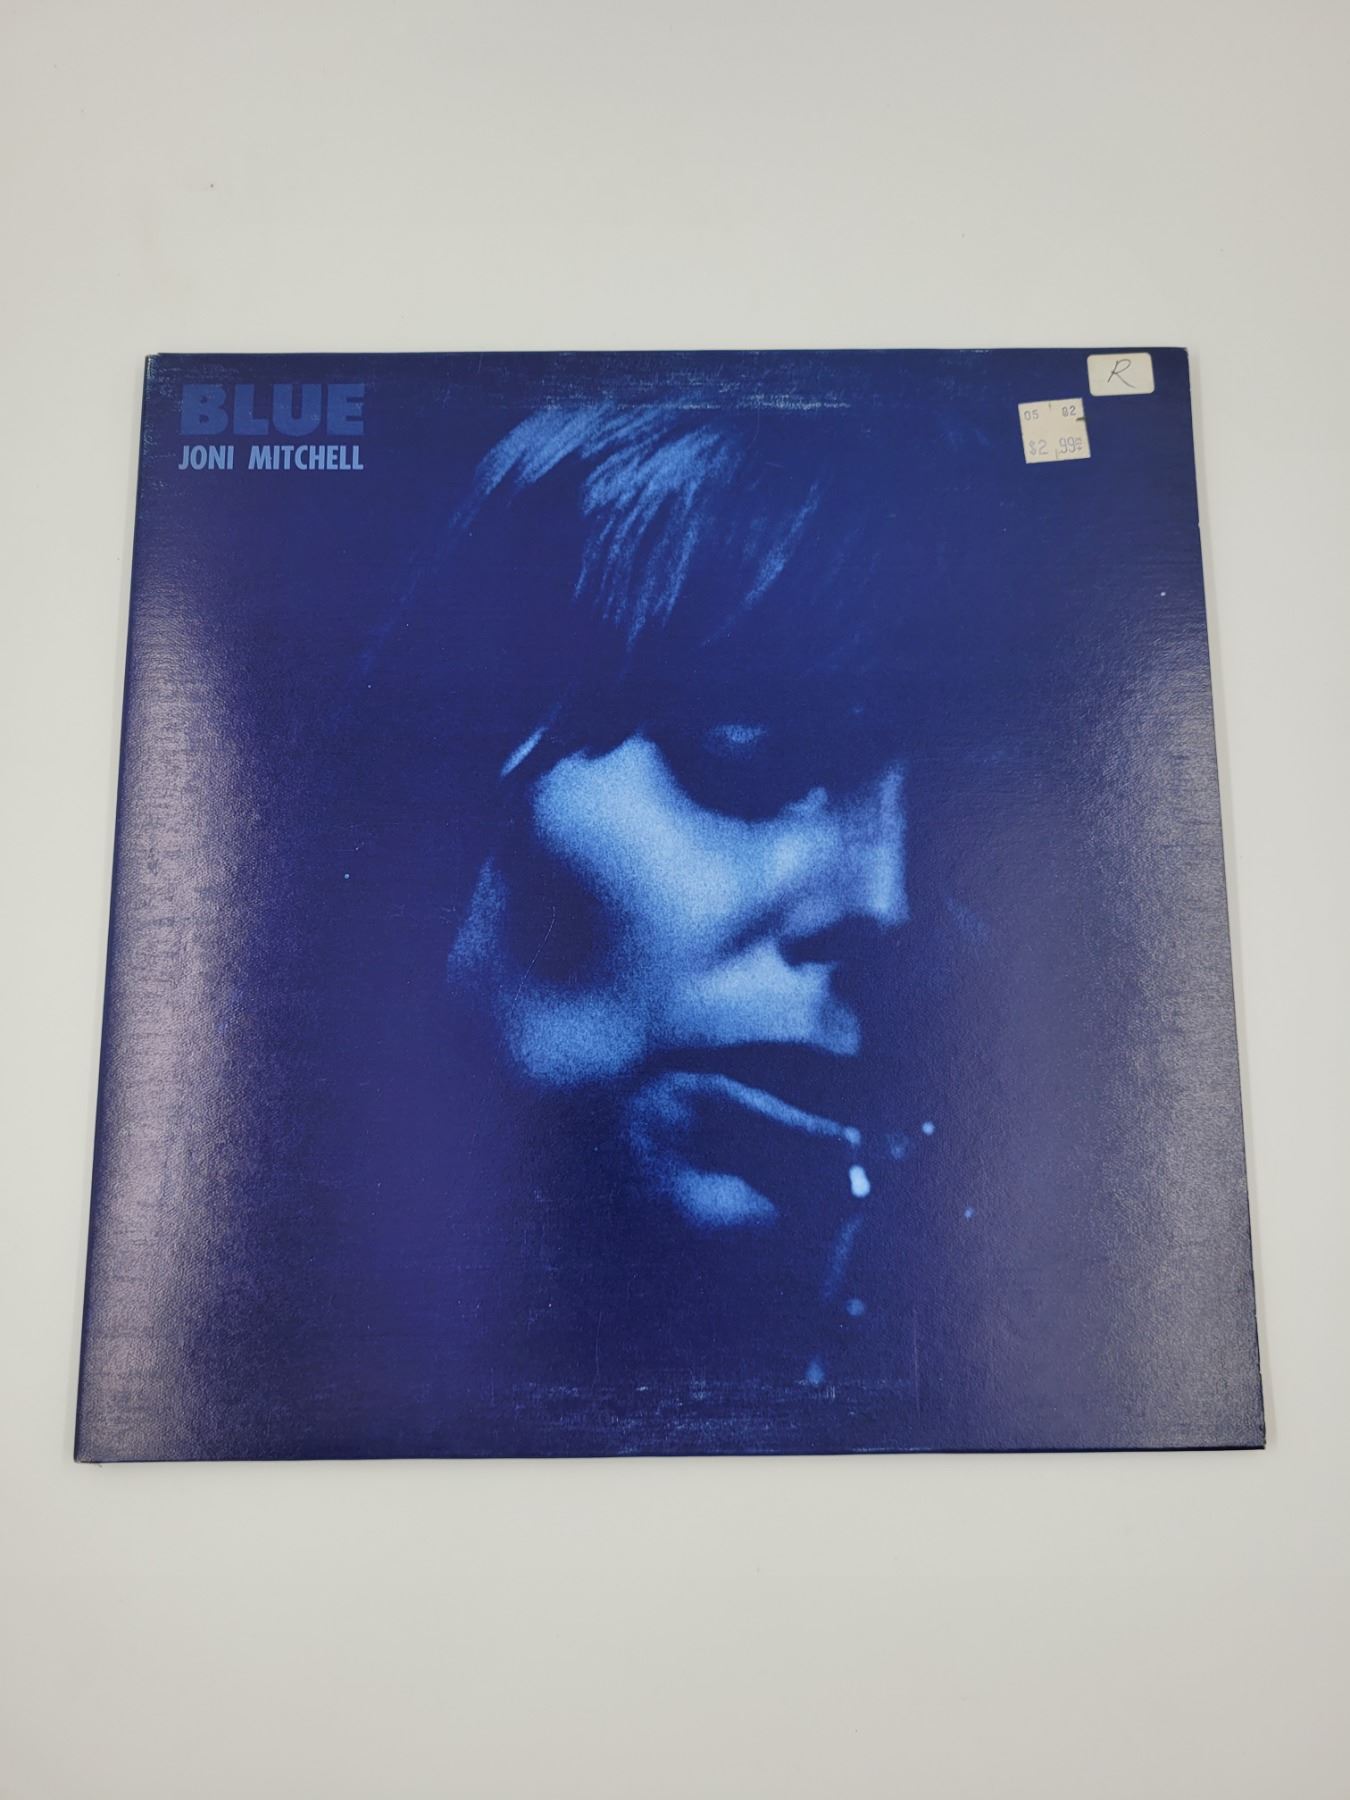 BLUE
JONI MITCHELL
R
05 82
$2.99